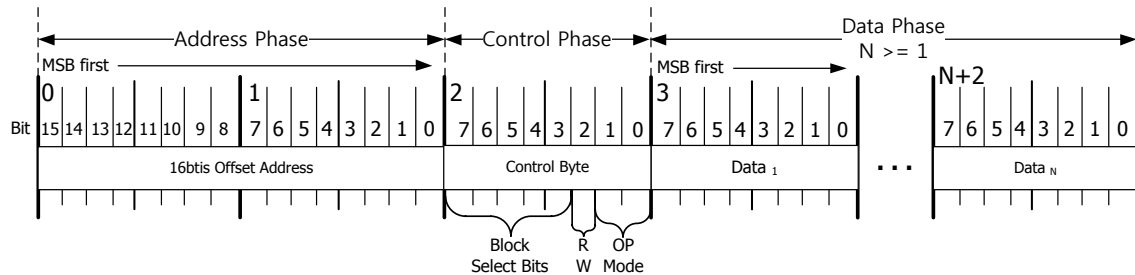 Address Phase Control Phase Data Phase
N >= 1
MSB first MSB first
0 1 2 3 N+2
Bit 15 14 13 12 11 10 9 8 7 6 5 4 3 2 1 0 7 6 5 4 3 2 1 0 7 6 5 4 3 2 1 0 7 6 5 4 3 2 1 0
16btis Offset Address Control Byte Data 1 ... Data N
Block R OP
Select Bits W Mode